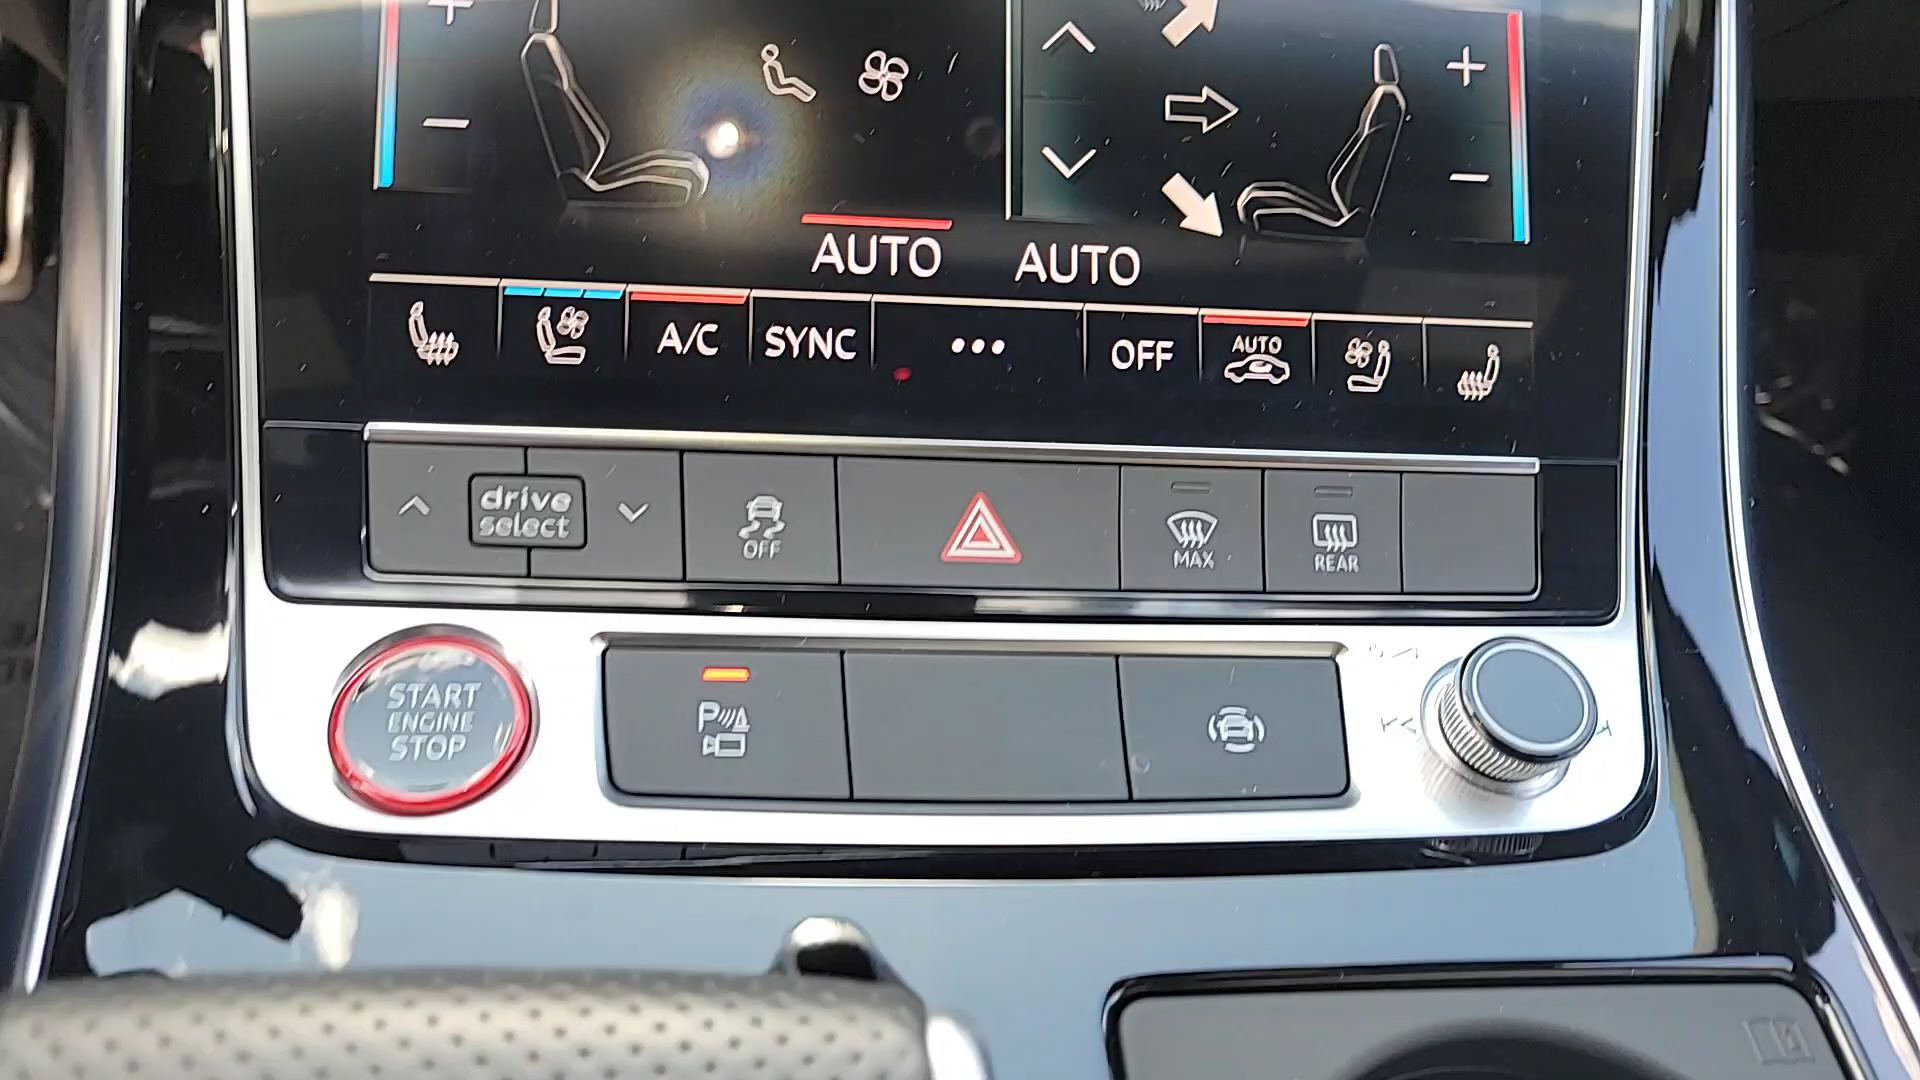 AUTO AUTO
A/C SYNC OFF AUTO
drive
select
OFF MAX REAR
START
ENGINE
STOP
P